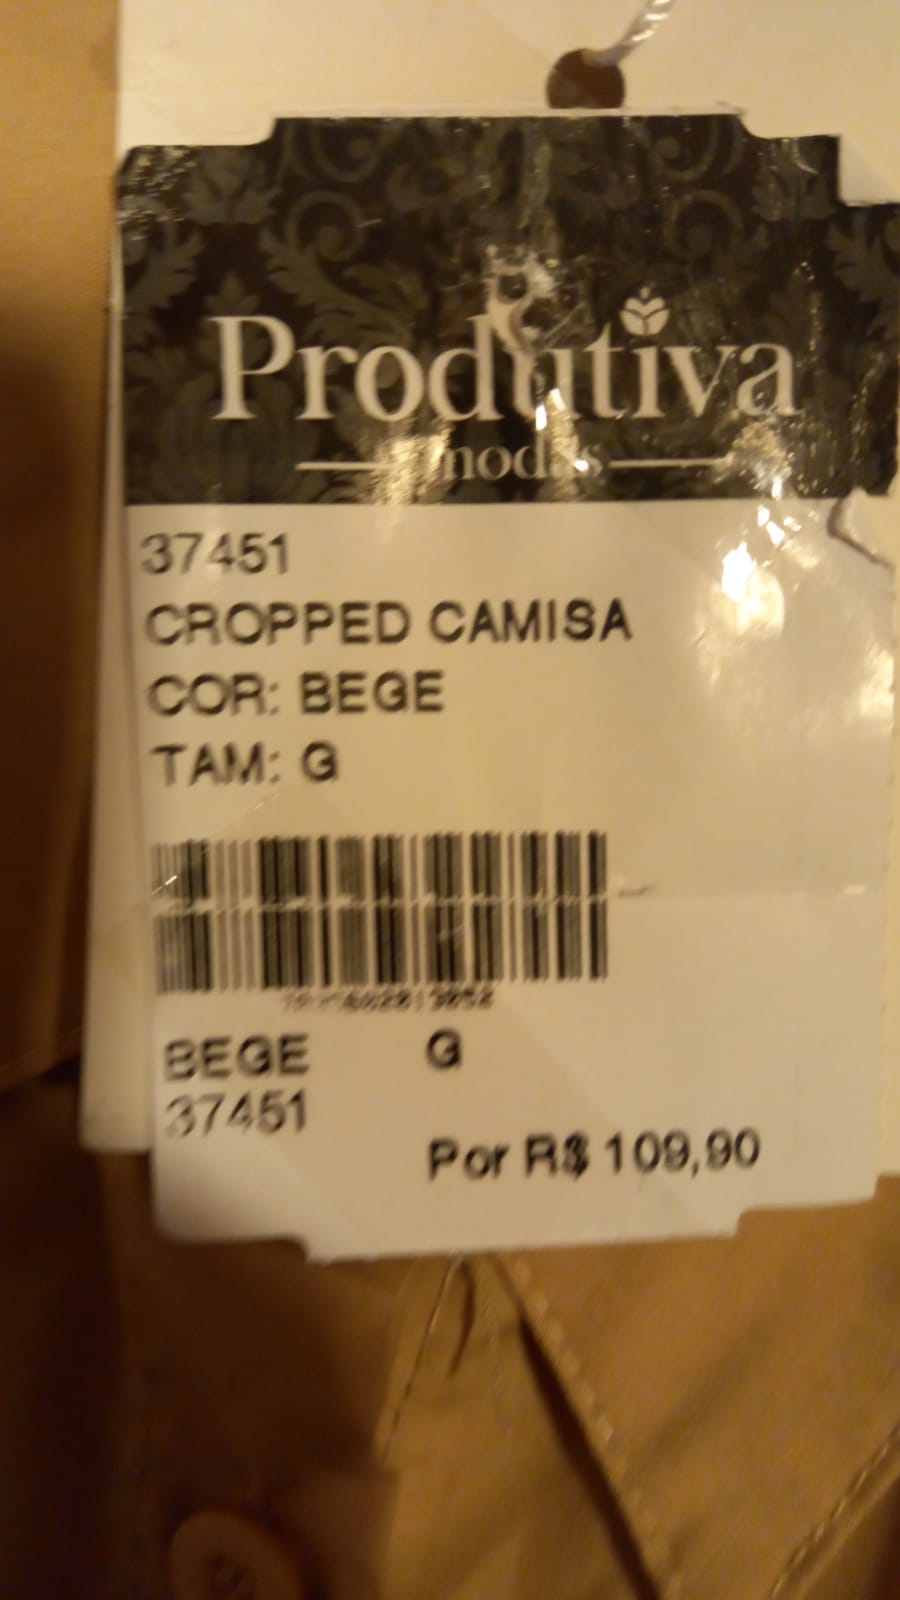 Produtiva
modas
37451
CROPPED CAMISA
COR: BEGE
TAM: G
BEGE G
37451
Por R$ 109,90